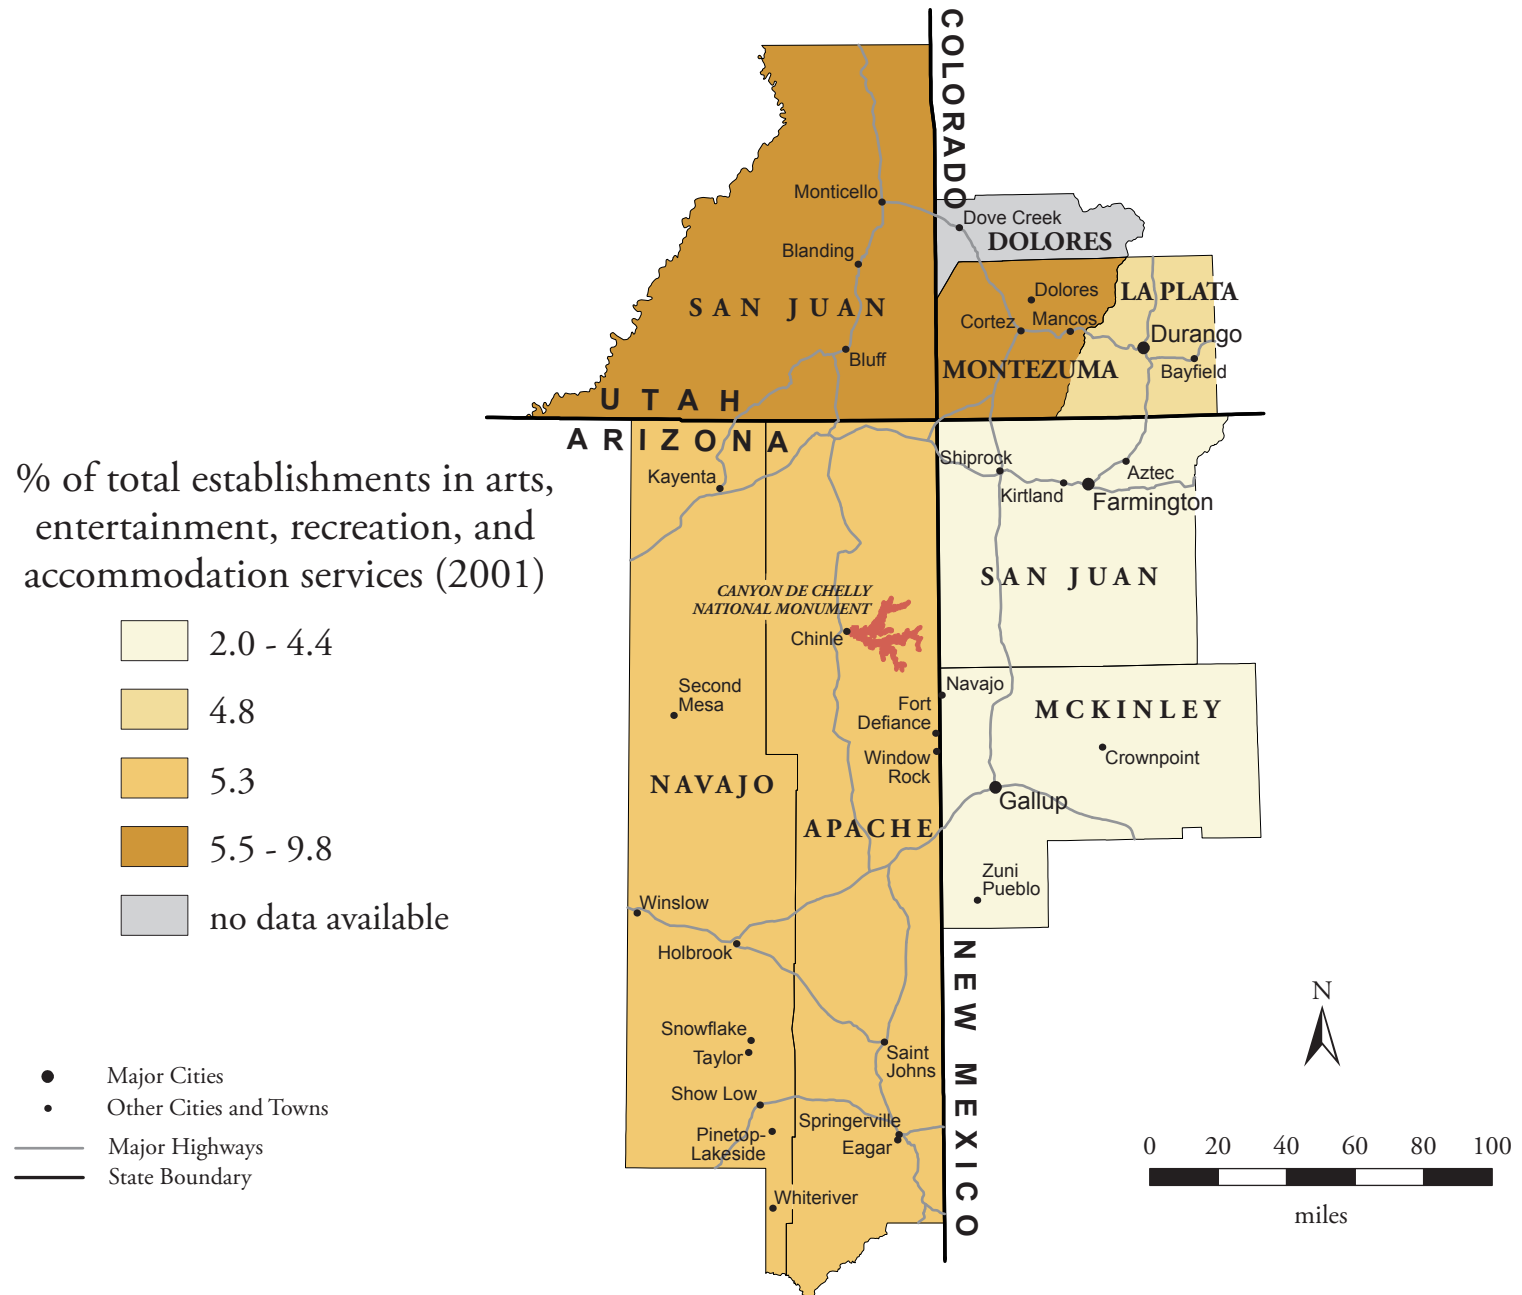 COLORADO
Monticello
Dove Creek
DOLORES
Blanding
SAN JUAN
Dolores
LA PLATA
Cortez
Mancos
Durango
Bluff
MONTEZUMA
Bayfield
UTAH
ARIZONA
Kayenta
Shiprock
Aztec
Kirtland
Farmington
% of total establishments in arts,
entertainment, recreation, and
accommodation services (2001)
2.0 - 4.4
4.8
5.3
5.5 - 9.8
no data available
SAN JUAN
CANYON DE CHELLY
NATIONAL MONUMENT
Chinle
Second
Mesa
Navajo
Fort
Defiance
MCKINLEY
Window
Rock
Crownpoint
NAVAJO
Gallup
APACHE
Zuni
Pueblo
Winslow
Holbrook
NEW MEXICO
Snowflake
Taylor
Saint
Johns
Show Low
Springerville
Eagar
Pinetop-
Lakeside
Whiteriver
Major Cities
Other Cities and Towns
Major Highways
State Boundary
N
0 20 40 60 80 100
miles